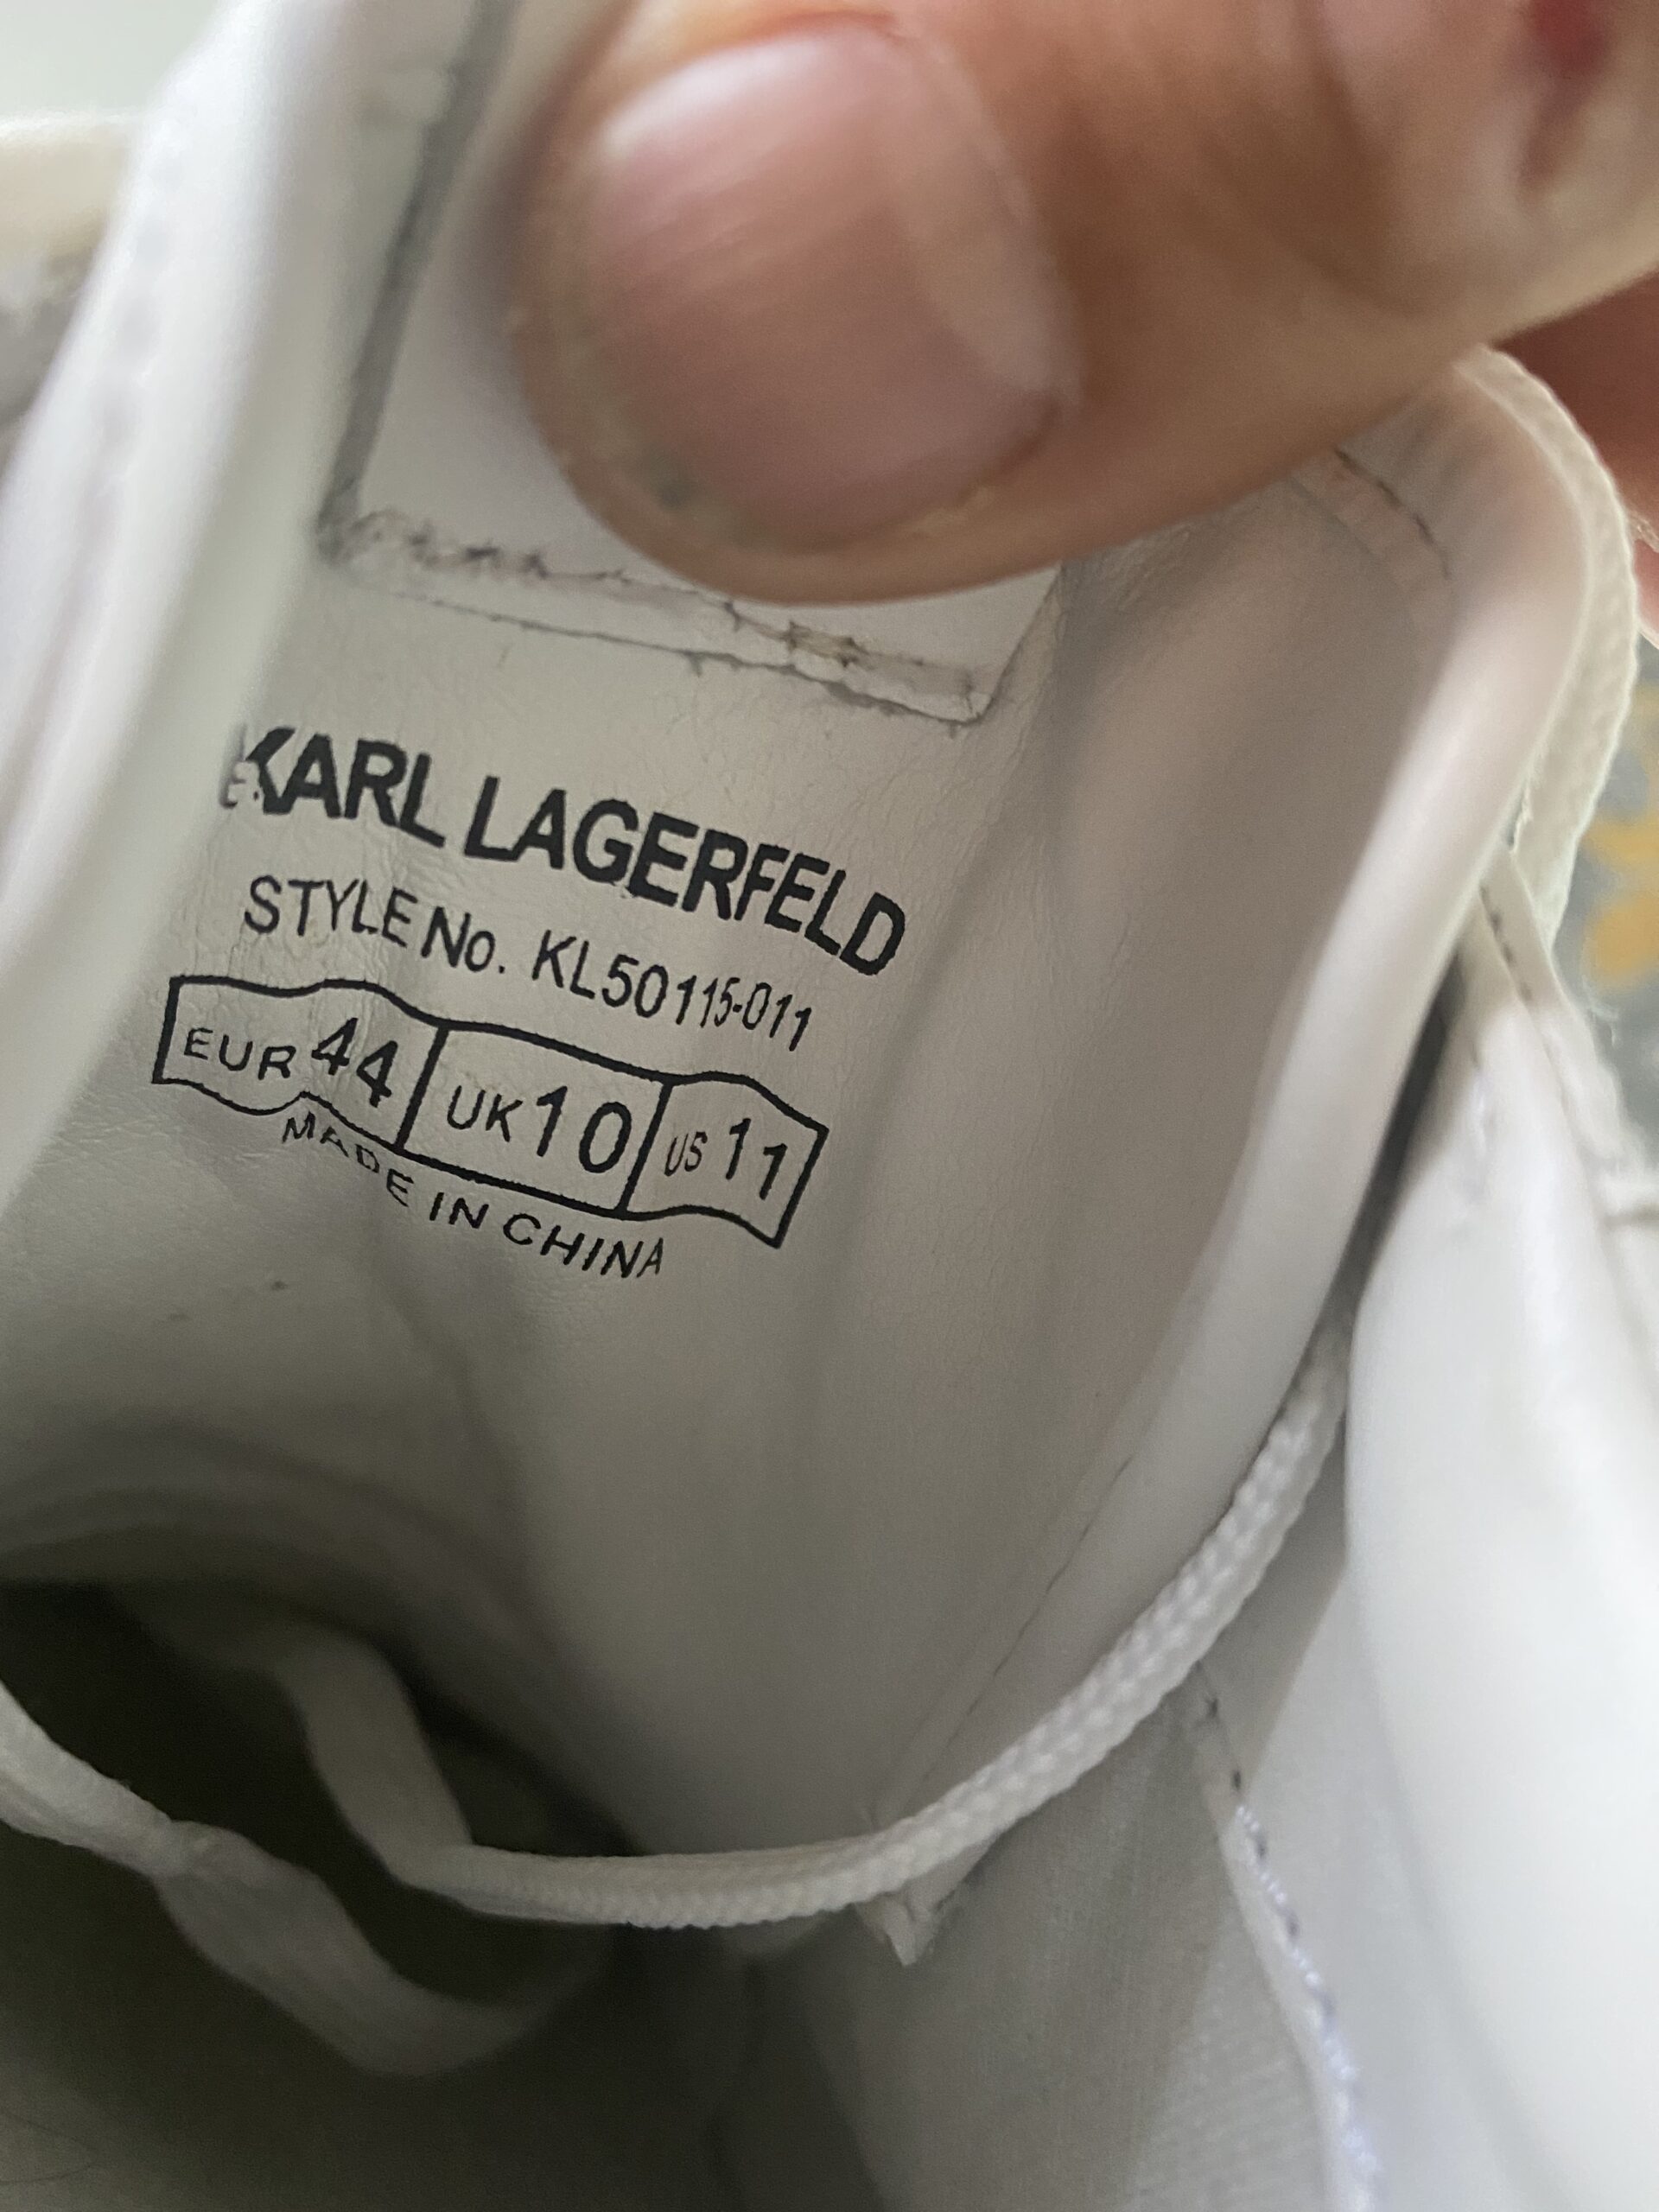 KARL LAGERFELD
STYLE No. KL50115-011
EUR 44 UK 10 US 11
MADE IN CHINA